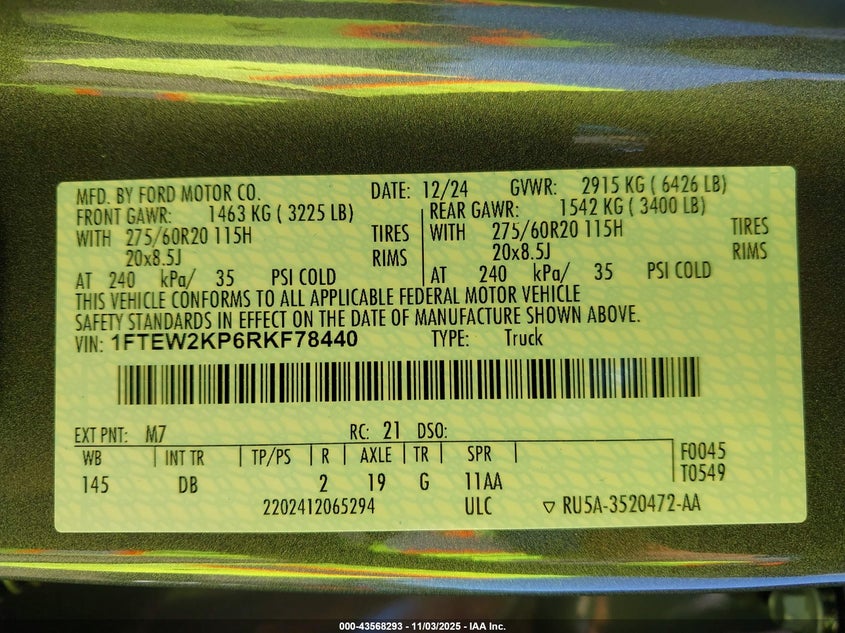 MFD. BY FORD MOTOR CO. DATE: 12/24 GVWR: 2915 KG ( 6426 LB)
FRONT GAWR: 1463 KG ( 3225 LB) REAR GAWR: 1542 KG ( 3400 LB)
WITH 275/60R20 115H TIRES WITH 275/60R20 115H TIRES
20x8.5J RIMS 20x8.5J RIMS
AT 240 kPa/ 35 PSI COLD AT 240 kPa/ 35 PSI COLD
THIS VEHICLE CONFORMS TO ALL APPLICABLE FEDERAL MOTOR VEHICLE
SAFETY STANDARDS IN EFFECT ON THE DATE OF MANUFACTURE SHOWN ABOVE.
VIN: 1FTEW2KP6RKF78440 TYPE: Truck
EXT PNT: M7 RC: 21 DSO:
WB INT TR TP/PS R AXLE TR SPR F0045
145 DB 2 19 G 11AA T0549
2202412065294 ULC ▽ RU5A-3520472-AA
000-43568293 - 11/03/2025 - IAA Inc.